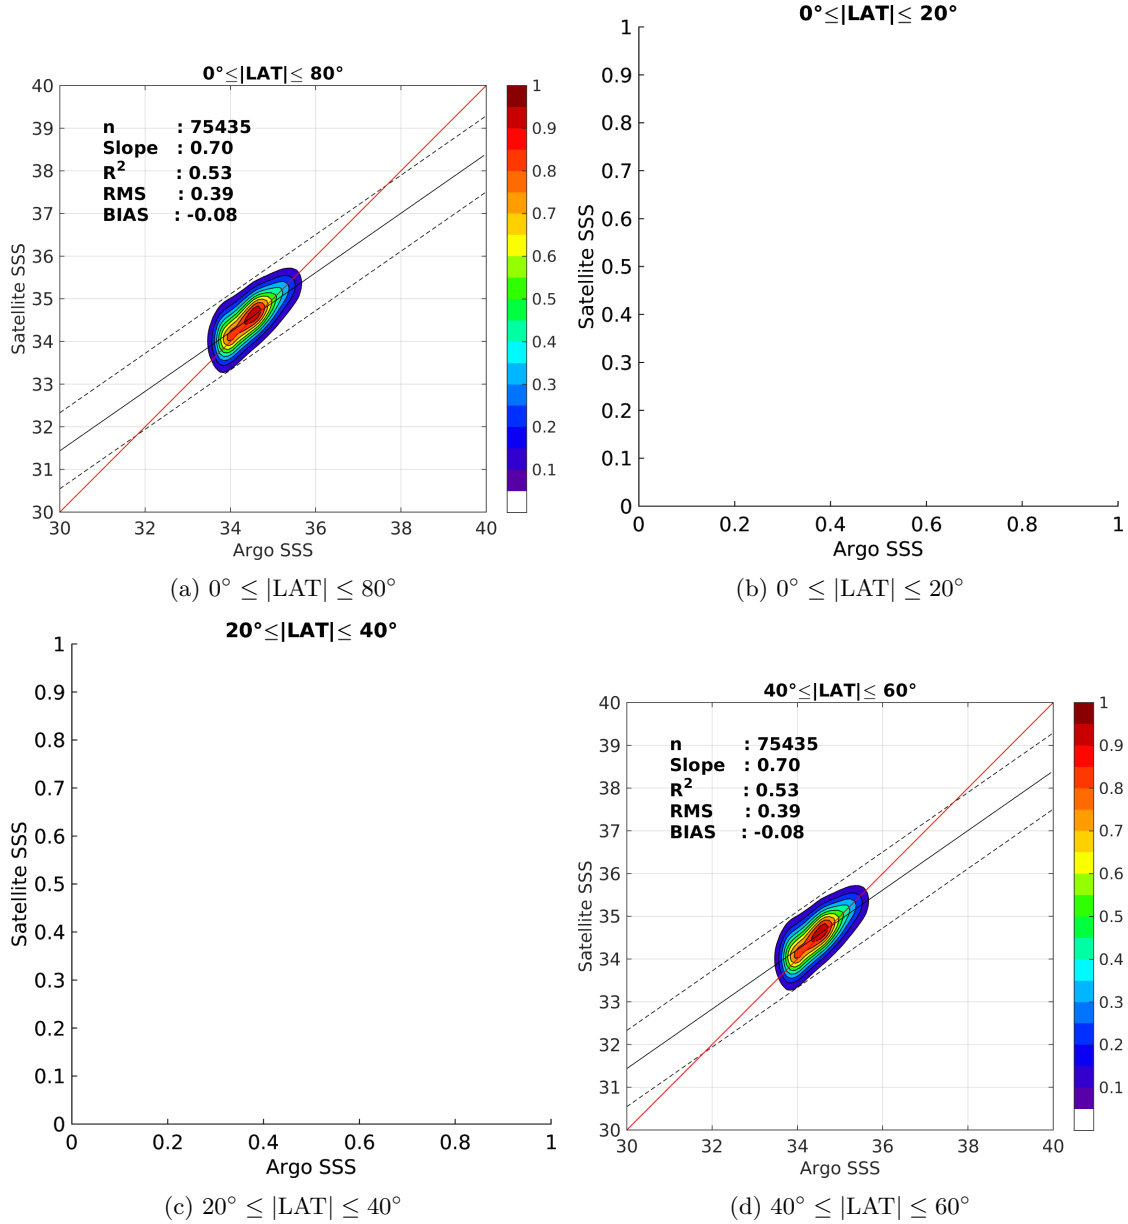 0°≤|LAT|≤ 80°
n : 75435
Slope : 0.70
R² : 0.53
RMS : 0.39
BIAS : -0.08
40
39
38
37
36
35
34
33
32
31
30
30 32 34 36 38 40
Satellite SSS
Argo SSS
1
0.9
0.8
0.7
0.6
0.5
0.4
0.3
0.2
0.1
(a) 0° ≤ |LAT| ≤ 80°
0°≤|LAT|≤ 20°
1
0.9
0.8
0.7
0.6
0.5
0.4
0.3
0.2
0.1
0
0 0.2 0.4 0.6 0.8 1
Satellite SSS
Argo SSS
(b) 0° ≤ |LAT| ≤ 20°
20°≤|LAT|≤ 40°
1
0.9
0.8
0.7
0.6
0.5
0.4
0.3
0.2
0.1
0
0 0.2 0.4 0.6 0.8 1
Satellite SSS
Argo SSS
(c) 20° ≤ |LAT| ≤ 40°
40°≤|LAT|≤ 60°
n : 75435
Slope : 0.70
R² : 0.53
RMS : 0.39
BIAS : -0.08
40
39
38
37
36
35
34
33
32
31
30
30 32 34 36 38 40
Satellite SSS
Argo SSS
1
0.9
0.8
0.7
0.6
0.5
0.4
0.3
0.2
0.1
(d) 40° ≤ |LAT| ≤ 60°